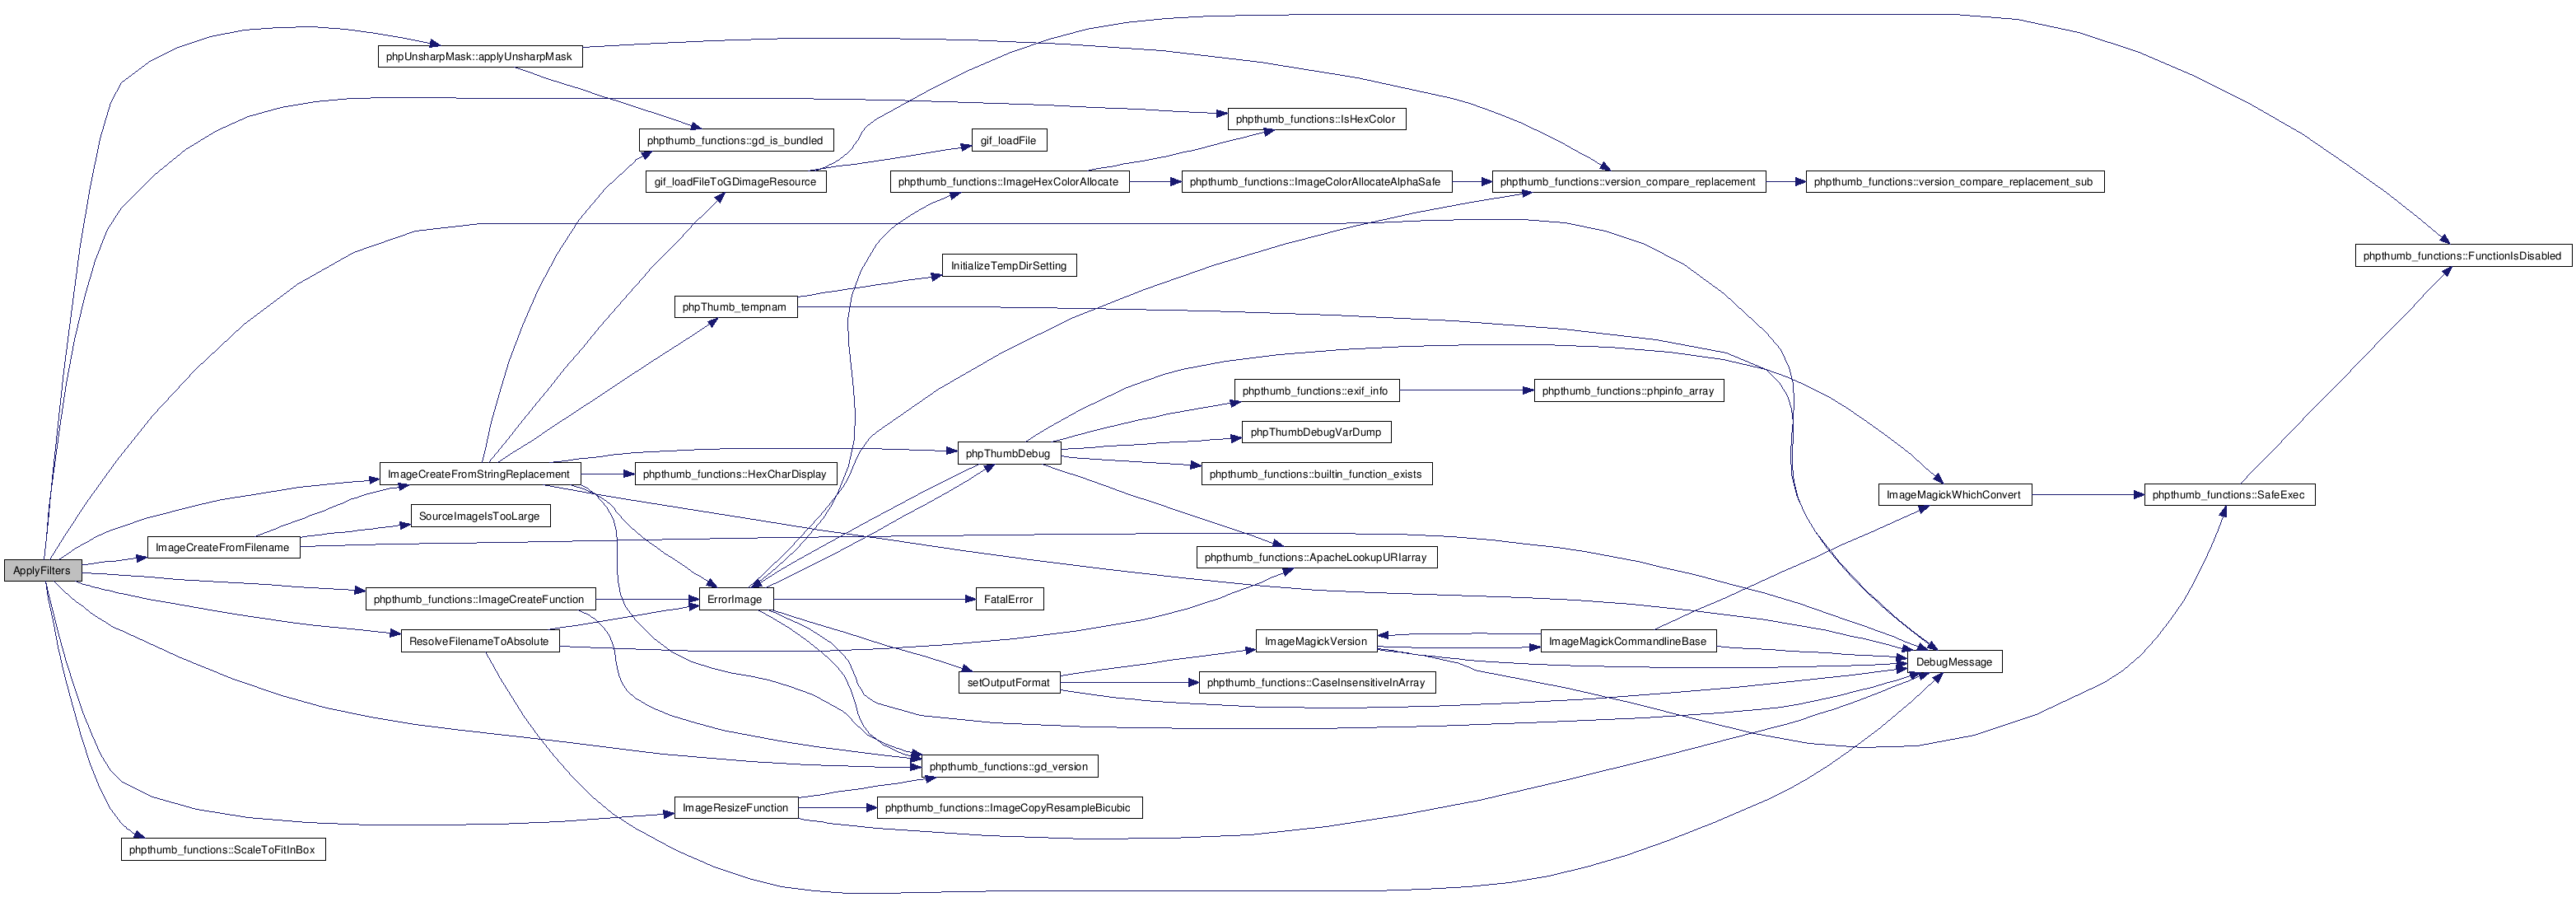 phpUnsharpMask::applyUnsharpMask
phpthumb_functions::IsHexColor
phpthumb_functions::gd_is_bundled
gif_loadFile
gif_loadFileToGDimageResource
phpthumb_functions::ImageHexColorAllocate
phpthumb_functions::ImageColorAllocateAlphaSafe
phpthumb_functions::version_compare_replacement
phpthumb_functions::version_compare_replacement_sub
phpthumb_functions::FunctionIsDisabled
InitializeTempDirSetting
phpThumb_tempnam
phpthumb_functions::exif_info
phpthumb_functions::phpinfo_array
phpThumbDebugVarDump
phpThumbDebug
ImageCreateFromStringReplacement
phpthumb_functions::HexCharDisplay
phpthumb_functions::builtin_function_exists
ImageMagickWhichConvert
phpthumb_functions::SafeExec
SourceImageIsTooLarge
ImageCreateFromFilename
phpthumb_functions::ApacheLookupURIarray
ApplyFilters
phpthumb_functions::ImageCreateFunction
ErrorImage
FatalError
ResolveFilenameToAbsolute
ImageMagickVersion
ImageMagickCommandlineBase
DebugMessage
setOutputFormat
phpthumb_functions::CaseInsensitiveInArray
phpthumb_functions::gd_version
ImageResizeFunction
phpthumb_functions::ImageCopyResampleBicubic
phpthumb_functions::ScaleToFitInBox